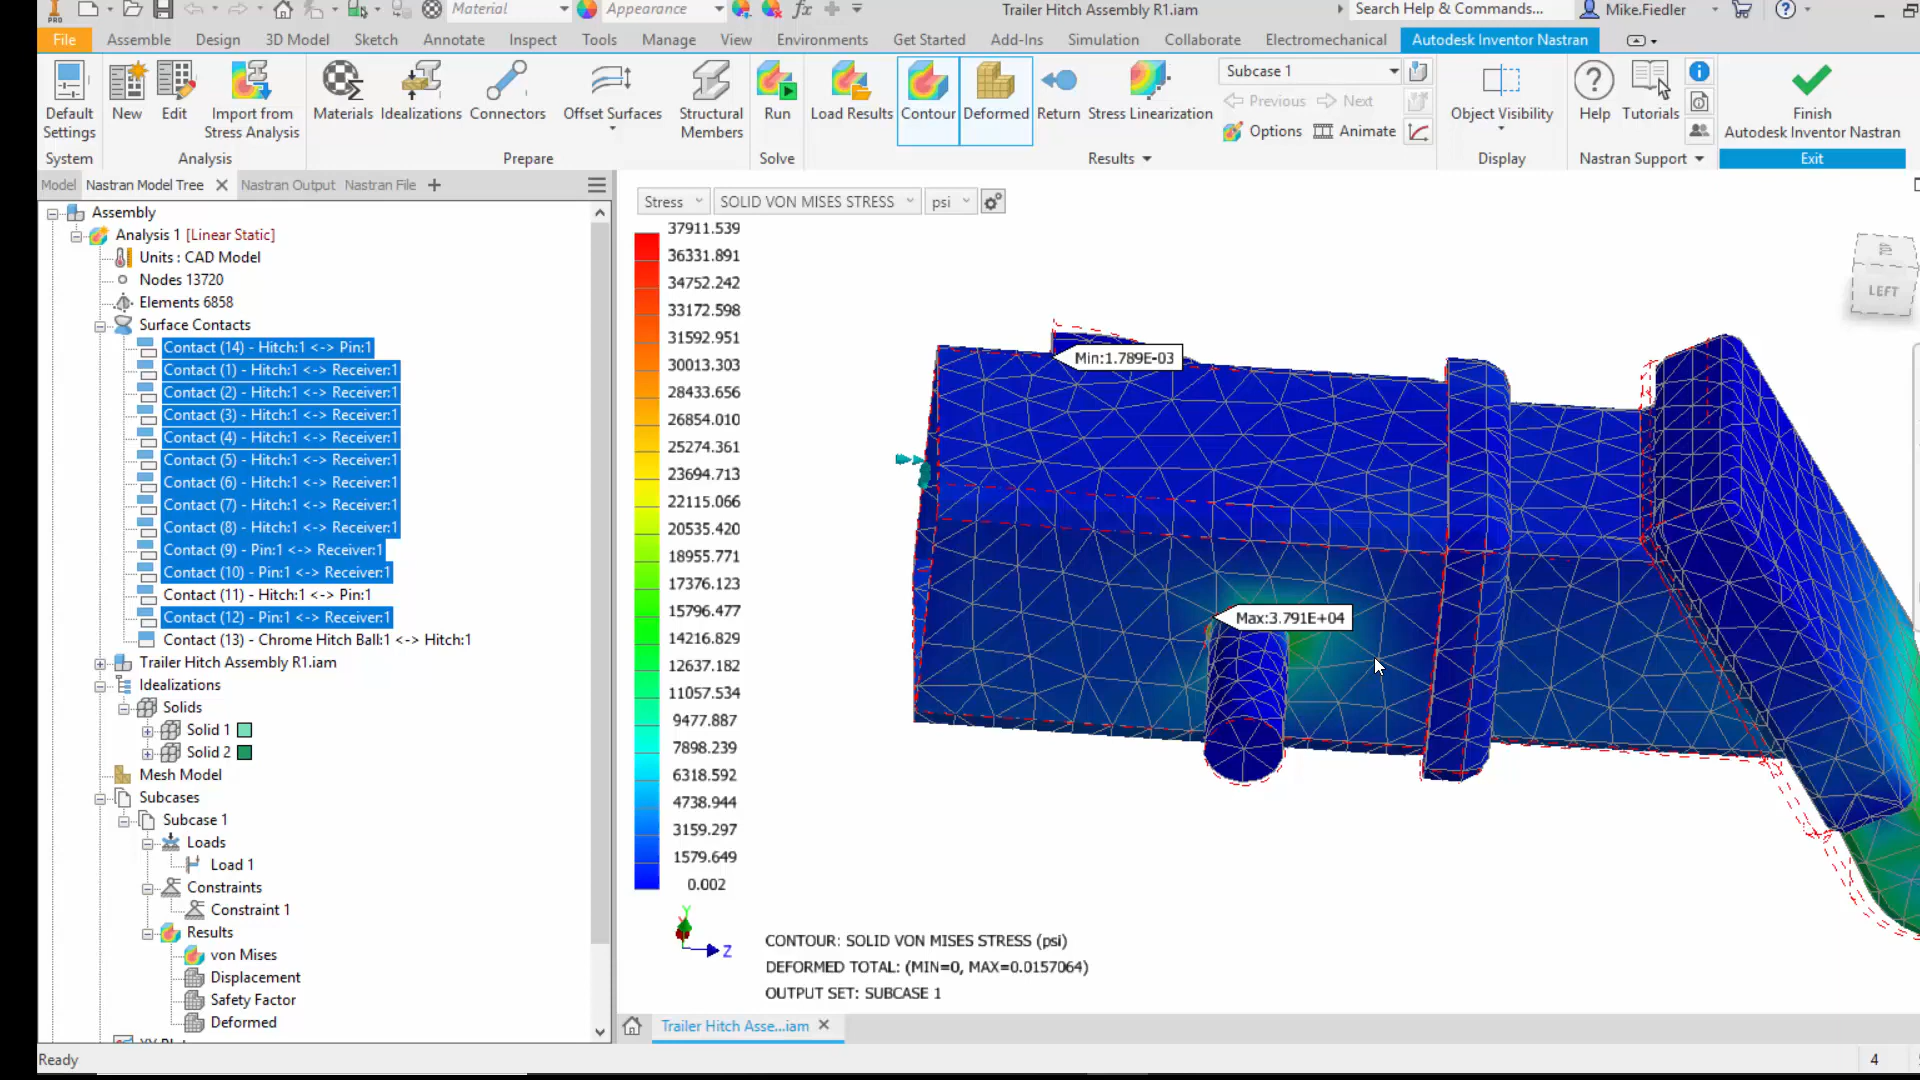 PRO
Material
Appearance
fx
Trailer Hitch Assembly R1.iam
Search Help & Commands...
Mike.Fiedler
File
Assemble
Design
3D Model
Sketch
Annotate
Inspect
Tools
Manage
View
Environments
Get Started
Add-Ins
Simulation
Collaborate
Electromechanical
Autodesk Inventor Nastran
Default
Settings
New
Edit
Import from
Stress Analysis
Materials
Idealizations
Connectors
Offset Surfaces
Structural
Members
Run
Load Results
Contour
Deformed
Return
Stress Linearization
Subcase 1
Previous
Next
Options
Animate
Object Visibility
Help
Tutorials
Finish
Autodesk Inventor Nastran
System
Analysis
Prepare
Solve
Results
Display
Nastran Support
Exit
Model
Nastran Model Tree
Nastran Output
Nastran File
Assembly
Analysis 1 [Linear Static]
Units : CAD Model
Nodes 13720
Elements 6858
Surface Contacts
Contact (14) - Hitch:1 <-> Pin:1
Contact (1) - Hitch:1 <-> Receiver:1
Contact (2) - Hitch:1 <-> Receiver:1
Contact (3) - Hitch:1 <-> Receiver:1
Contact (4) - Hitch:1 <-> Receiver:1
Contact (5) - Hitch:1 <-> Receiver:1
Contact (6) - Hitch:1 <-> Receiver:1
Contact (7) - Hitch:1 <-> Receiver:1
Contact (8) - Hitch:1 <-> Receiver:1
Contact (9) - Pin:1 <-> Receiver:1
Contact (10) - Pin:1 <-> Receiver:1
Contact (11) - Hitch:1 <-> Pin:1
Contact (12) - Pin:1 <-> Receiver:1
Contact (13) - Chrome Hitch Ball:1 <-> Hitch:1
Trailer Hitch Assembly R1.iam
Idealizations
Solids
Solid 1
Solid 2
Mesh Model
Subcases
Subcase 1
Loads
Load 1
Constraints
Constraint 1
Results
von Mises
Displacement
Safety Factor
Deformed
Stress
SOLID VON MISES STRESS
psi
37911.539
36331.891
34752.242
33172.598
31592.951
30013.303
28433.656
26854.010
25274.361
23694.713
22115.066
20535.420
18955.771
17376.123
15796.477
14216.829
12637.182
11057.534
9477.887
7898.239
6318.592
4738.944
3159.297
1579.649
0.002
Min:1.789E-03
Max:3.791E+04
LEFT
Y
Z
CONTOUR: SOLID VON MISES STRESS (psi)
DEFORMED TOTAL: (MIN=0, MAX=0.0157064)
OUTPUT SET: SUBCASE 1
Trailer Hitch Asse...iam
Ready
4